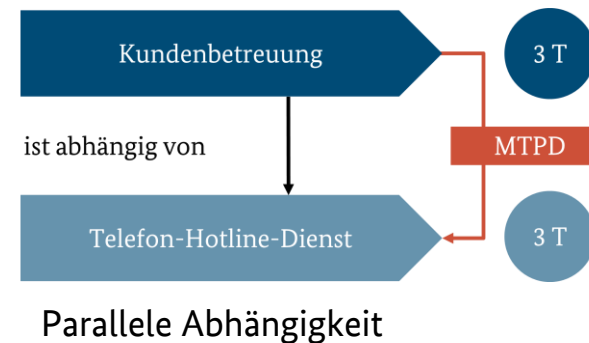 Kundenbetreuung
3 T
ist abhängig von
MTPD
Telefon-Hotline-Dienst
3 T
Parallele Abhängigkeit